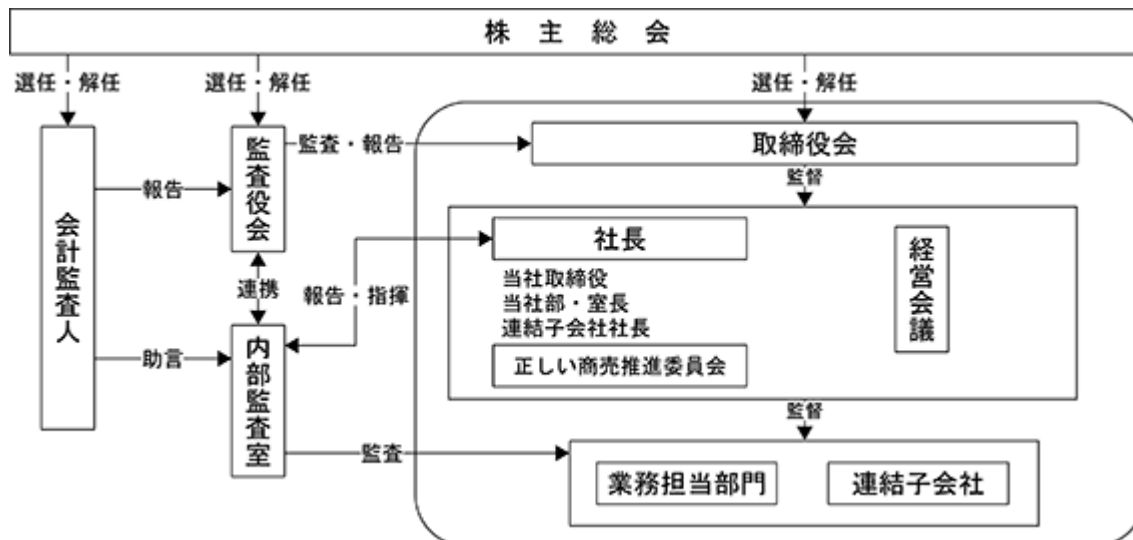 株主総会
選任・解任
選任・解任
選任・解任
会計監査人
監査役会
監査・報告
取締役会
監督
報告
社長
経営会議
当社取締役
当社部・室長
連結子会社社長
連携
報告・指揮
正しい商売推進委員会
助言
内部監査室
監督
監査
業務担当部門
連結子会社